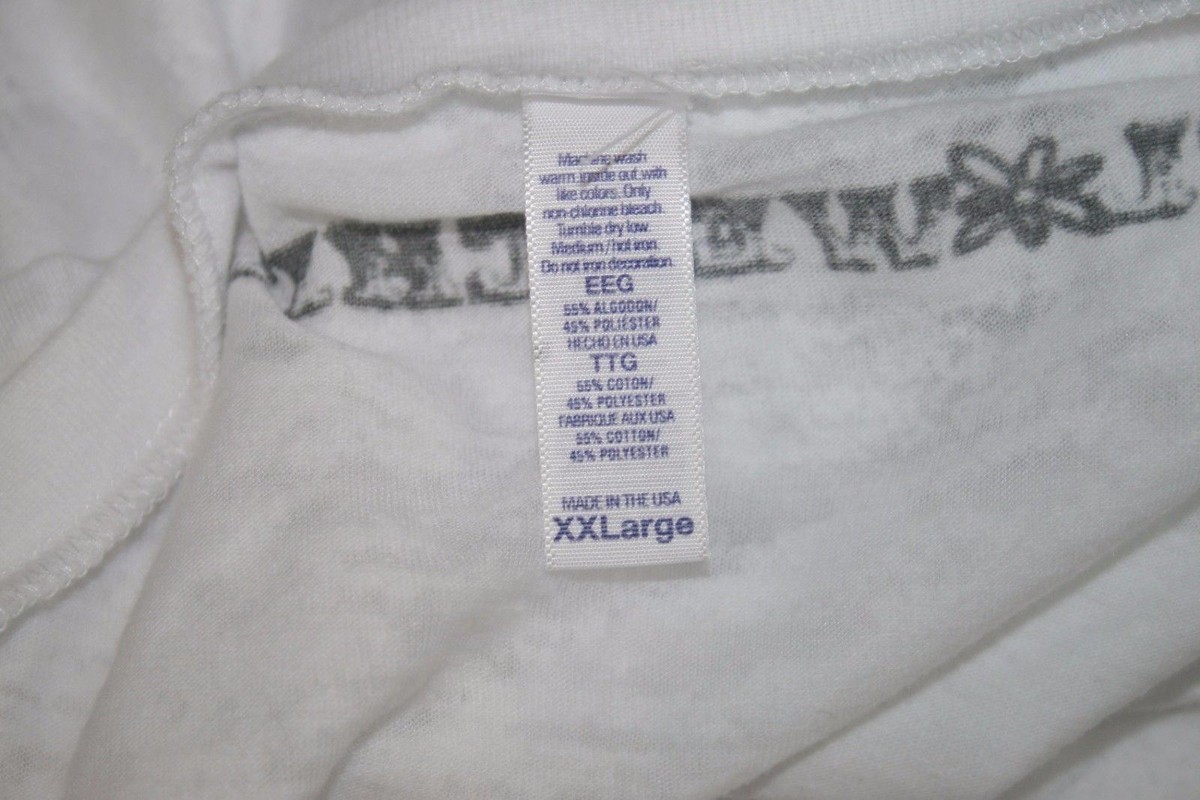 Machine wash
warm inside out with
like colors. Only
non-chlorine bleach.
Tumble dry low.
Medium/hot iron.
Do not iron decoration.
EEG
55% ALGODON/
45% POLIESTER
HECHO EN USA
TTG
55% COTON/
45% POLYESTER
FABRIQUE AUX USA
55% COTTON/
45% POLYESTER
MADE IN THE USA
XXLarge